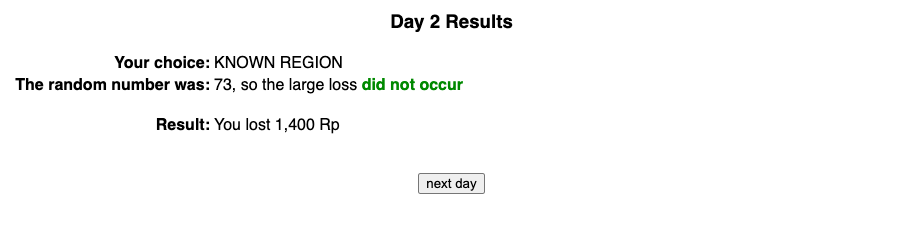 Day 2 Results
Your choice: KNOWN REGION
The random number was: 73, so the large loss did not occur
Result: You lost 1,400 Rp
next day